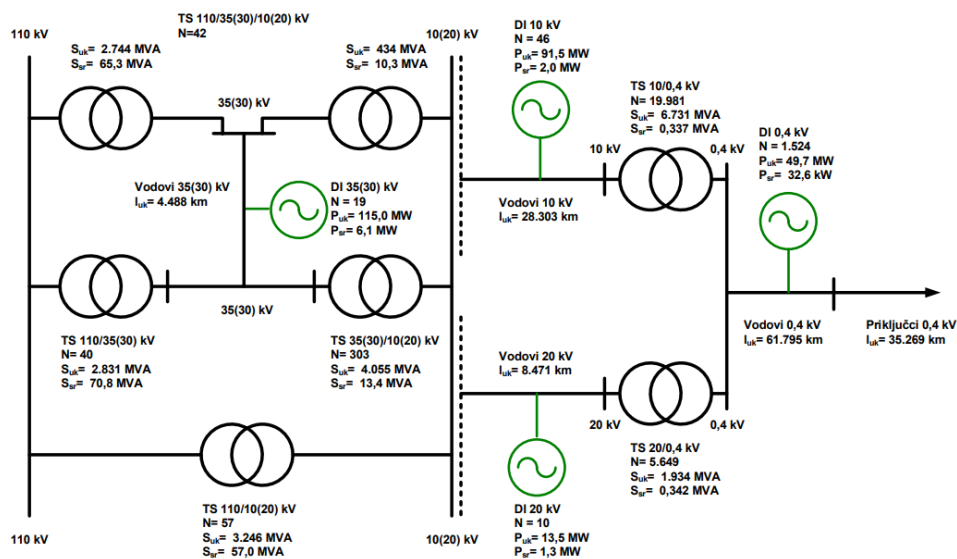 TS 110/35(30)/10(20) kV
N=42
110 kV
10(20) kV
Suk= 2.744 MVA
Ssr= 65,3 MVA
434 MVA
Ssr= 10,3 MVA
35(30) kV
Vodovi 35(30) kV
luk= 4.488 km
DI 35(30) kV
N = 19
Puk= 115,0 MW
Psr= 6,1 MW
35(30) kV
TS 110/35(30) kV
N= 40
Suk= 2.831 MVA
Ssr= 70,8 MVA
TS 35(30)/10(20) kV
N= 303
Suk= 4.055 MVA
Ssr= 13,4 MVA
TS 110/10(20) kV
N= 57
Suk= 3.246 MVA
Ssr= 57,0 MVA
110 kV
10(20) kV
DI 10 kV
N = 46
Puk= 91,5 MW
Psr= 2,0 MW
Vodovi 10 kV
luk= 28.303 km
10 kV
TS 10/0,4 kV
N= 19.981
Suk= 6.731 MVA
Ssr= 0,337 MVA
0,4 kV
DI 0,4 kV
N = 1.524
Puk= 49,7 MW
Psr= 32,6 kW
Vodovi 0,4 kV
luk= 61.795 km
Priključci 0,4 kV
luk= 35.269 km
Vodovi 20 kV
luk= 8.471 km
20 kV
0,4 kV
TS 20/0,4 kV
N= 5.649
Suk= 1.934 MVA
Ssr= 0,342 MVA
DI 20 kV
N = 10
Puk= 13,5 MW
Psr= 1,3 MW